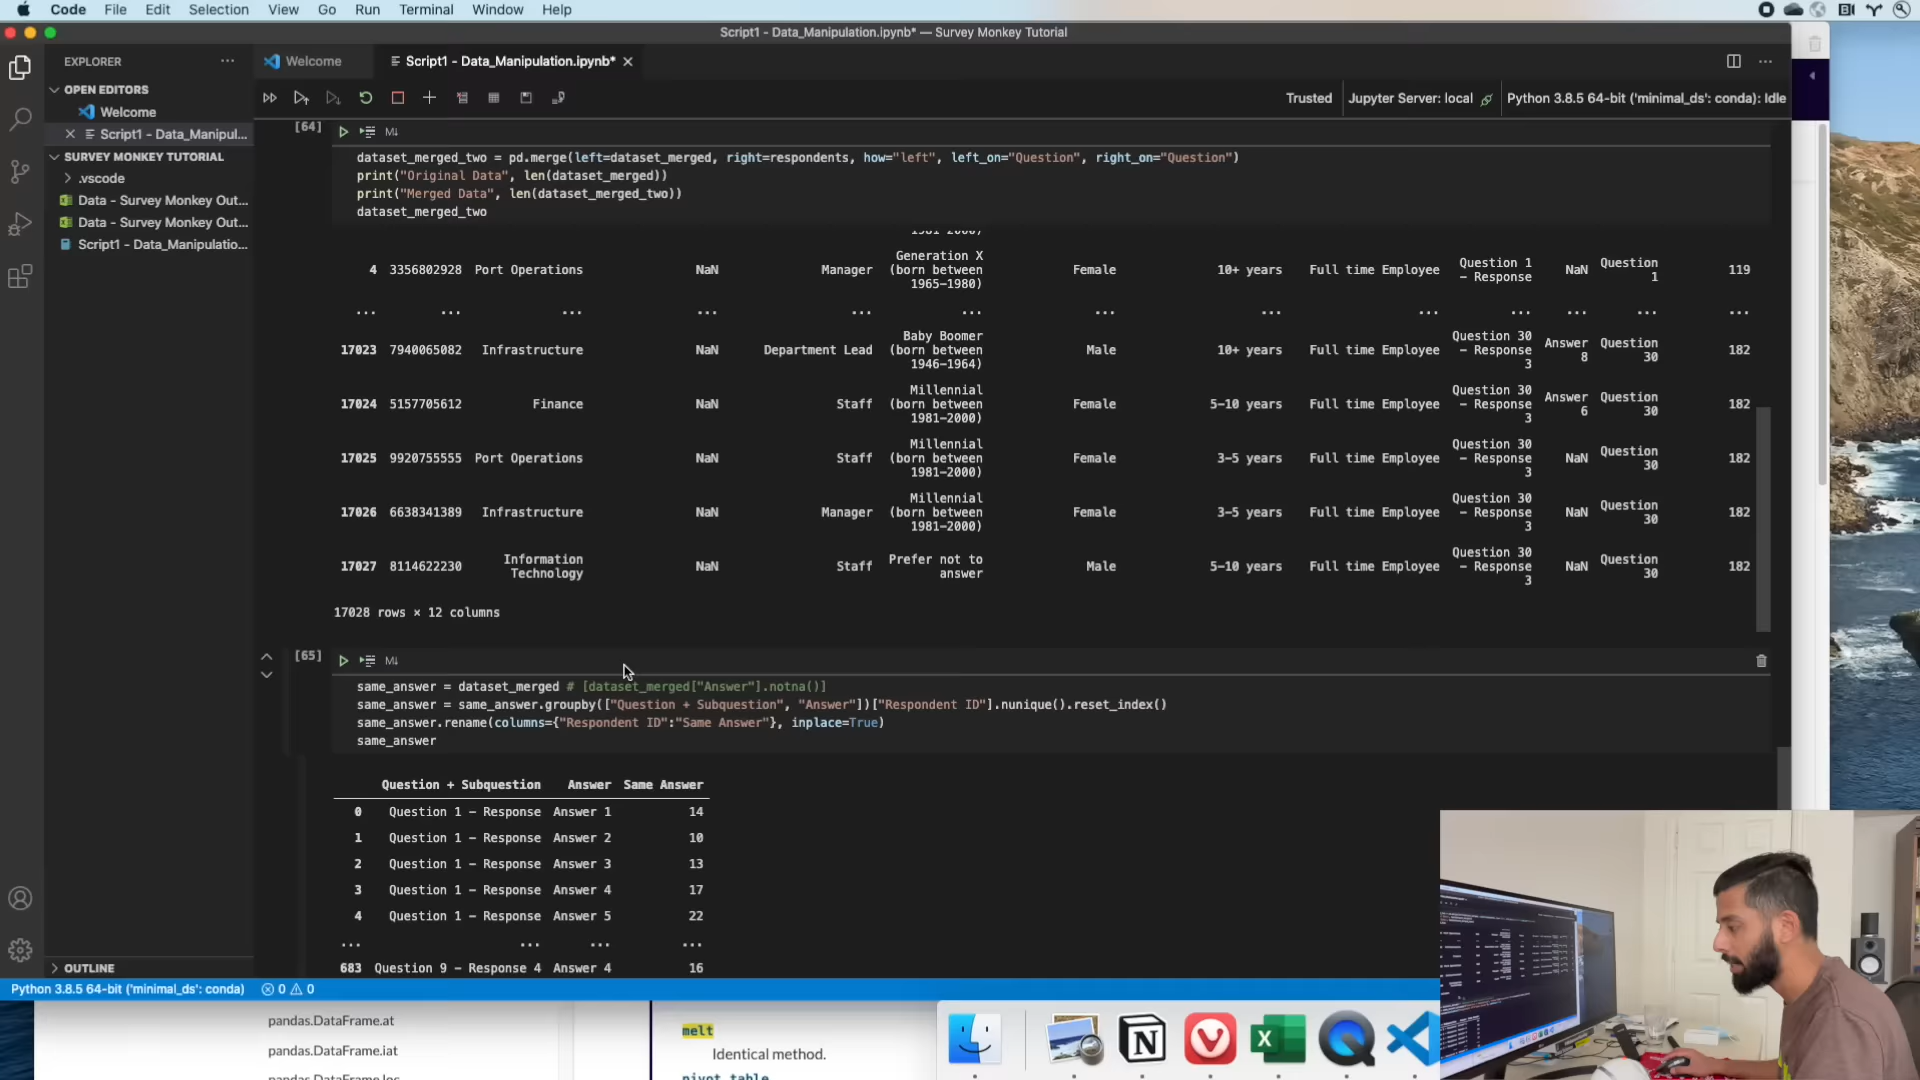 Code File Edit Selection View Go Run Terminal Window Help
Script1 - Data_Manipulation.ipynb* — Survey Monkey Tutorial
EXPLORER
Welcome
Script1 - Data_Manipulation.ipynb*
OPEN EDITORS
Welcome
Script1 - Data_Manipul...
SURVEY MONKEY TUTORIAL
.vscode
Data - Survey Monkey Out...
Data - Survey Monkey Out...
Script1 - Data_Manipulatio...
OUTLINE
Trusted Jupyter Server: local Python 3.8.5 64-bit ('minimal_ds': conda): Idle
[64] M↓
dataset_merged_two = pd.merge(left=dataset_merged, right=respondents, how="left", left_on="Question", right_on="Question")
print("Original Data", len(dataset_merged))
print("Merged Data", len(dataset_merged_two))
dataset_merged_two
1981-2000)
4 3356802928 Port Operations NaN Manager Generation X (born between 1965-1980) Female 10+ years Full time Employee Question 1 - Response NaN Question 1 119
... ... ... ... ... ... ... ... ... ... ... ... ...
17023 7940065082 Infrastructure NaN Department Lead Baby Boomer (born between 1946-1964) Male 10+ years Full time Employee Question 30 - Response 3 Answer 8 Question 30 182
17024 5157705612 Finance NaN Staff Millennial (born between 1981-2000) Female 5-10 years Full time Employee Question 30 - Response 3 Answer 6 Question 30 182
17025 9920755555 Port Operations NaN Staff Millennial (born between 1981-2000) Female 3-5 years Full time Employee Question 30 - Response 3 NaN Question 30 182
17026 6638341389 Infrastructure NaN Manager Millennial (born between 1981-2000) Female 3-5 years Full time Employee Question 30 - Response 3 NaN Question 30 182
17027 8114622230 Information Technology NaN Staff Prefer not to answer Male 5-10 years Full time Employee Question 30 - Response 3 NaN Question 30 182
17028 rows × 12 columns
[65] M↓
same_answer = dataset_merged # [dataset_merged["Answer"].notna()]
same_answer = same_answer.groupby(["Question + Subquestion", "Answer"])["Respondent ID"].nunique().reset_index()
same_answer.rename(columns={"Respondent ID":"Same Answer"}, inplace=True)
same_answer
Question + Subquestion Answer Same Answer
0 Question 1 - Response Answer 1 14
1 Question 1 - Response Answer 2 10
2 Question 1 - Response Answer 3 13
3 Question 1 - Response Answer 4 17
4 Question 1 - Response Answer 5 22
... ... ... ...
683 Question 9 - Response 4 Answer 4 16
Python 3.8.5 64-bit ('minimal_ds': conda) 0 0
pandas.DataFrame.at
pandas.DataFrame.iat
pandas.DataFrame.loc
melt
Identical method.
pivot_table